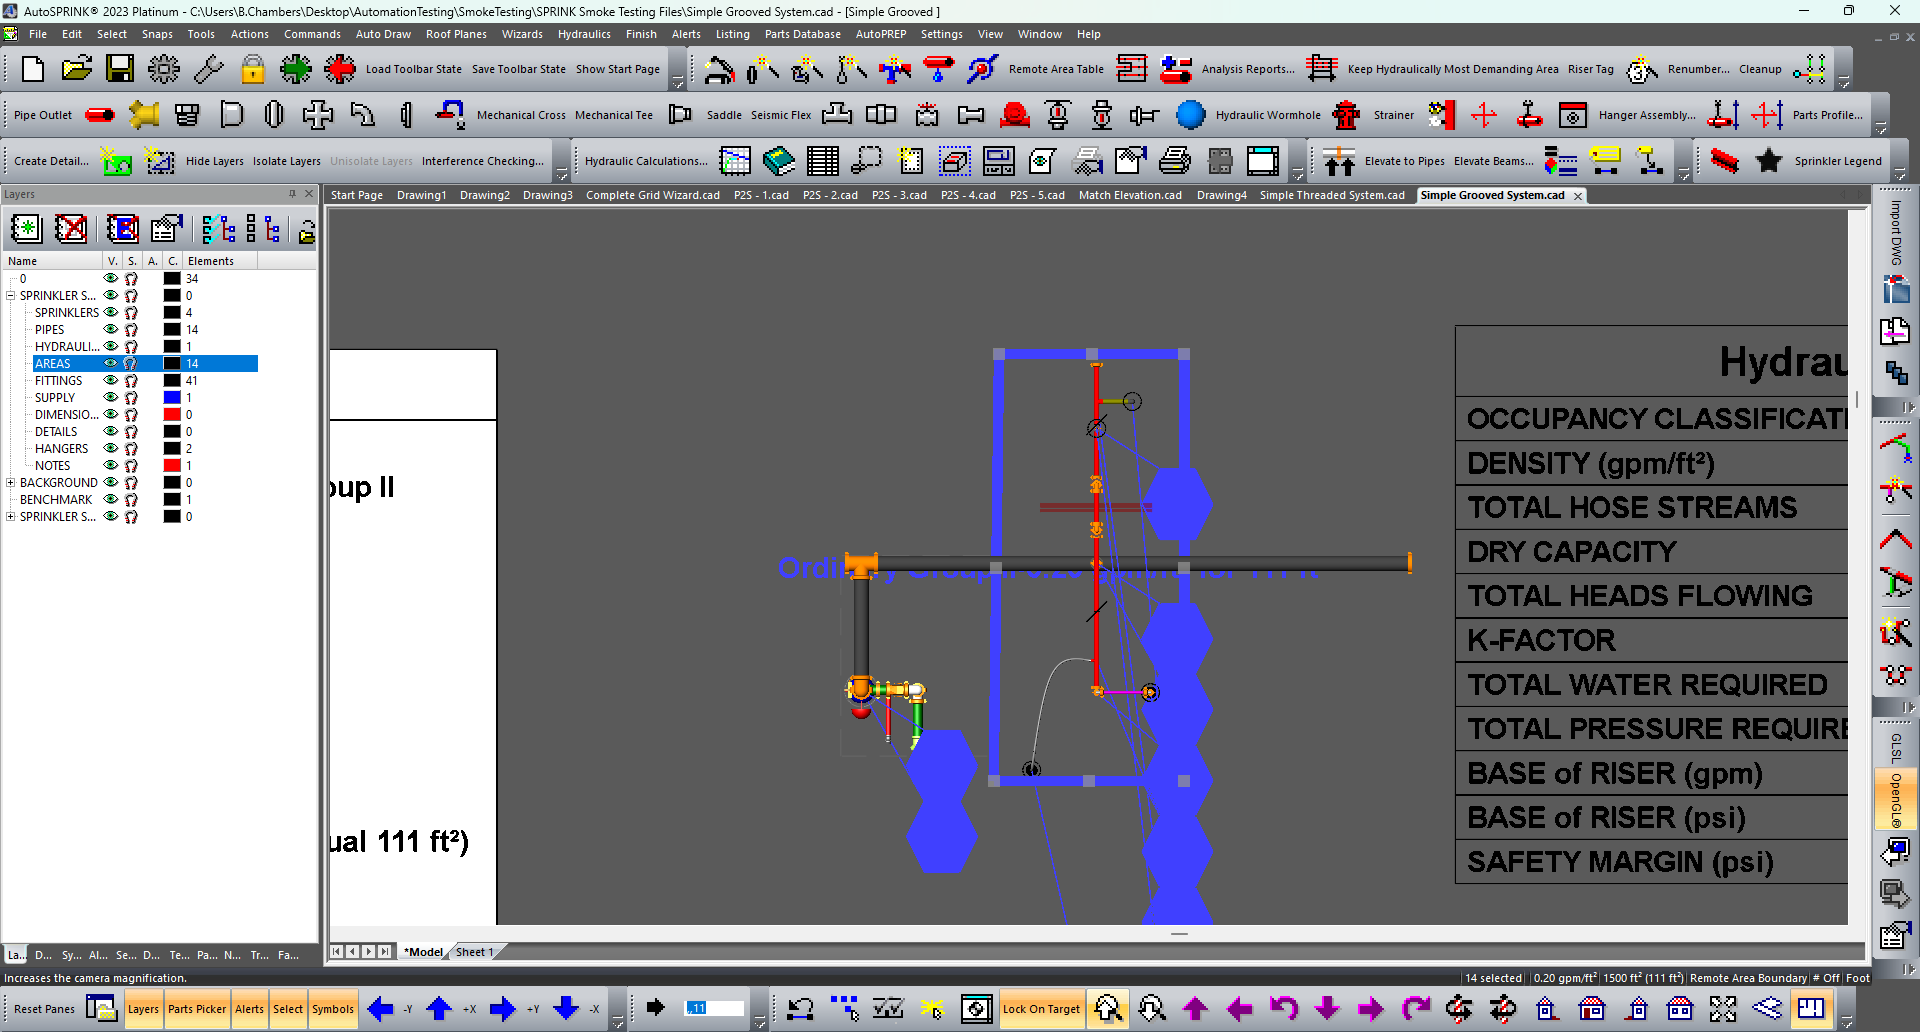 AutoSPRINK® 2023 Platinum - C:\Users\B.Chambers\Desktop\AutomationTesting\SmokeTesting\SPRINK Smoke Testing Files\Simple Grooved System.cad - [Simple Grooved ]
File Edit Select Snaps Tools Actions Commands Auto Draw Roof Planes Wizards Hydraulics Finish Alerts Listing Parts Database AutoPREP Settings View Window Help
Load Toolbar State Save Toolbar State Show Start Page Remote Area Table Analysis Reports... Keep Hydraulically Most Demanding Area Riser Tag Renumber... Cleanup
Pipe Outlet Mechanical Cross Mechanical Tee Saddle Seismic Flex Hydraulic Wormhole Strainer Hanger Assembly... Parts Profile...
Create Detail... Hide Layers Isolate Layers Unisolate Layers Interference Checking... Hydraulic Calculations... Elevate to Pipes Elevate Beams... Sprinkler Legend
Layers
Start Page Drawing1 Drawing2 Drawing3 Complete Grid Wizard.cad P2S - 1.cad P2S - 2.cad P2S - 3.cad P2S - 4.cad P2S - 5.cad Match Elevation.cad Drawing4 Simple Threaded System.cad Simple Grooved System.cad
Name V. S. A. C. Elements
0 34
SPRINKLER S... 0
SPRINKLERS 4
PIPES 14
HYDRAULI... 1
AREAS 14
FITTINGS 41
SUPPLY 1
DIMENSIO... 0
DETAILS 0
HANGERS 2
NOTES 1
BACKGROUND 0
BENCHMARK 1
SPRINKLER S... 0
oup II
ual 111 ft²)
Hydrau
OCCUPANCY CLASSIFICATI
DENSITY (gpm/ft²)
TOTAL HOSE STREAMS
DRY CAPACITY
TOTAL HEADS FLOWING
K-FACTOR
TOTAL WATER REQUIRED
TOTAL PRESSURE REQUIRE
BASE of RISER (gpm)
BASE of RISER (psi)
SAFETY MARGIN (psi)
Import DWG
GLSL
OpenGL®
La... D... Sy... Al... Se... D... Te... Pa... N... Tr... Fa...
*Model Sheet 1
Increases the camera magnification.
14 selected 0.20 gpm/ft² 1500 ft² (111 ft²) Remote Area Boundary # Off Foot
Reset Panes Layers Parts Picker Alerts Select Symbols -Y +X +Y -X ,,11 Lock On Target